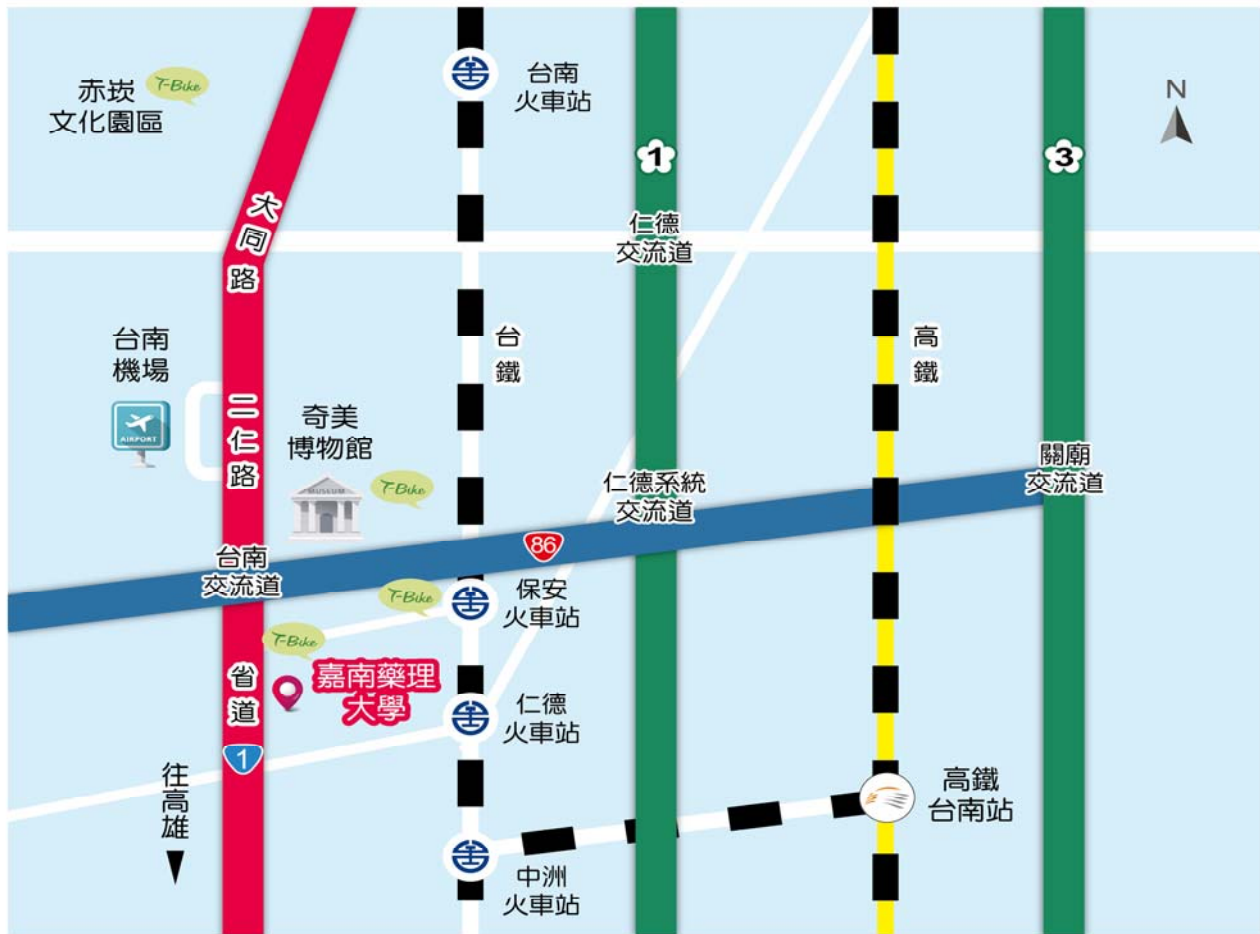 赤崁
文化園區
T-Bike
台南
火車站
N
1
3
大同路
仁德
交流道
台鐵
高鐵
台南
機場
AIRPORT
二仁路
奇美
博物館
MUSEUM
T-Bike
仁德系統
交流道
關廟
交流道
86
台南
交流道
T-Bike
保安
火車站
T-Bike
省道
嘉南藥理
大學
仁德
火車站
1
往高雄
高鐵
台南站
中洲
火車站